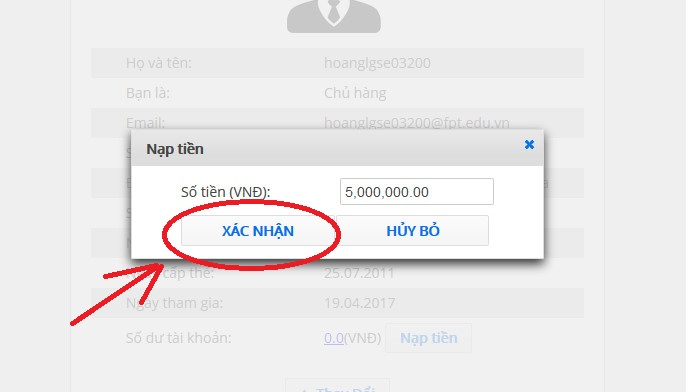 Họ và tên: hoanglgse03200
Bạn là: Chủ hàng
Email: hoanglgse03200@fpt.edu.vn
Nạp tiền ×
Số tiền (VNĐ): 5,000,000.00
XÁC NHẬN HỦY BỎ
cấp thẻ: 25.07.2011
Ngày tham gia: 19.04.2017
Số dư tài khoản: 0.0(VNĐ) Nạp tiền
Thay Đổi